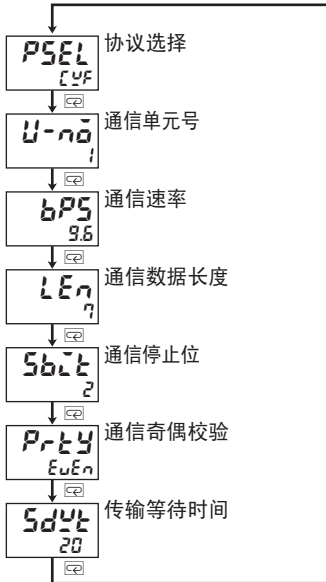 PSEL 协议选择
CWF
U-no 通信单元号
1
bPS 通信速率
9.6
LEn 通信数据长度
7
Sbit 通信停止位
2
PrtY 通信奇偶校验
EvEn
SdWt 传输等待时间
20